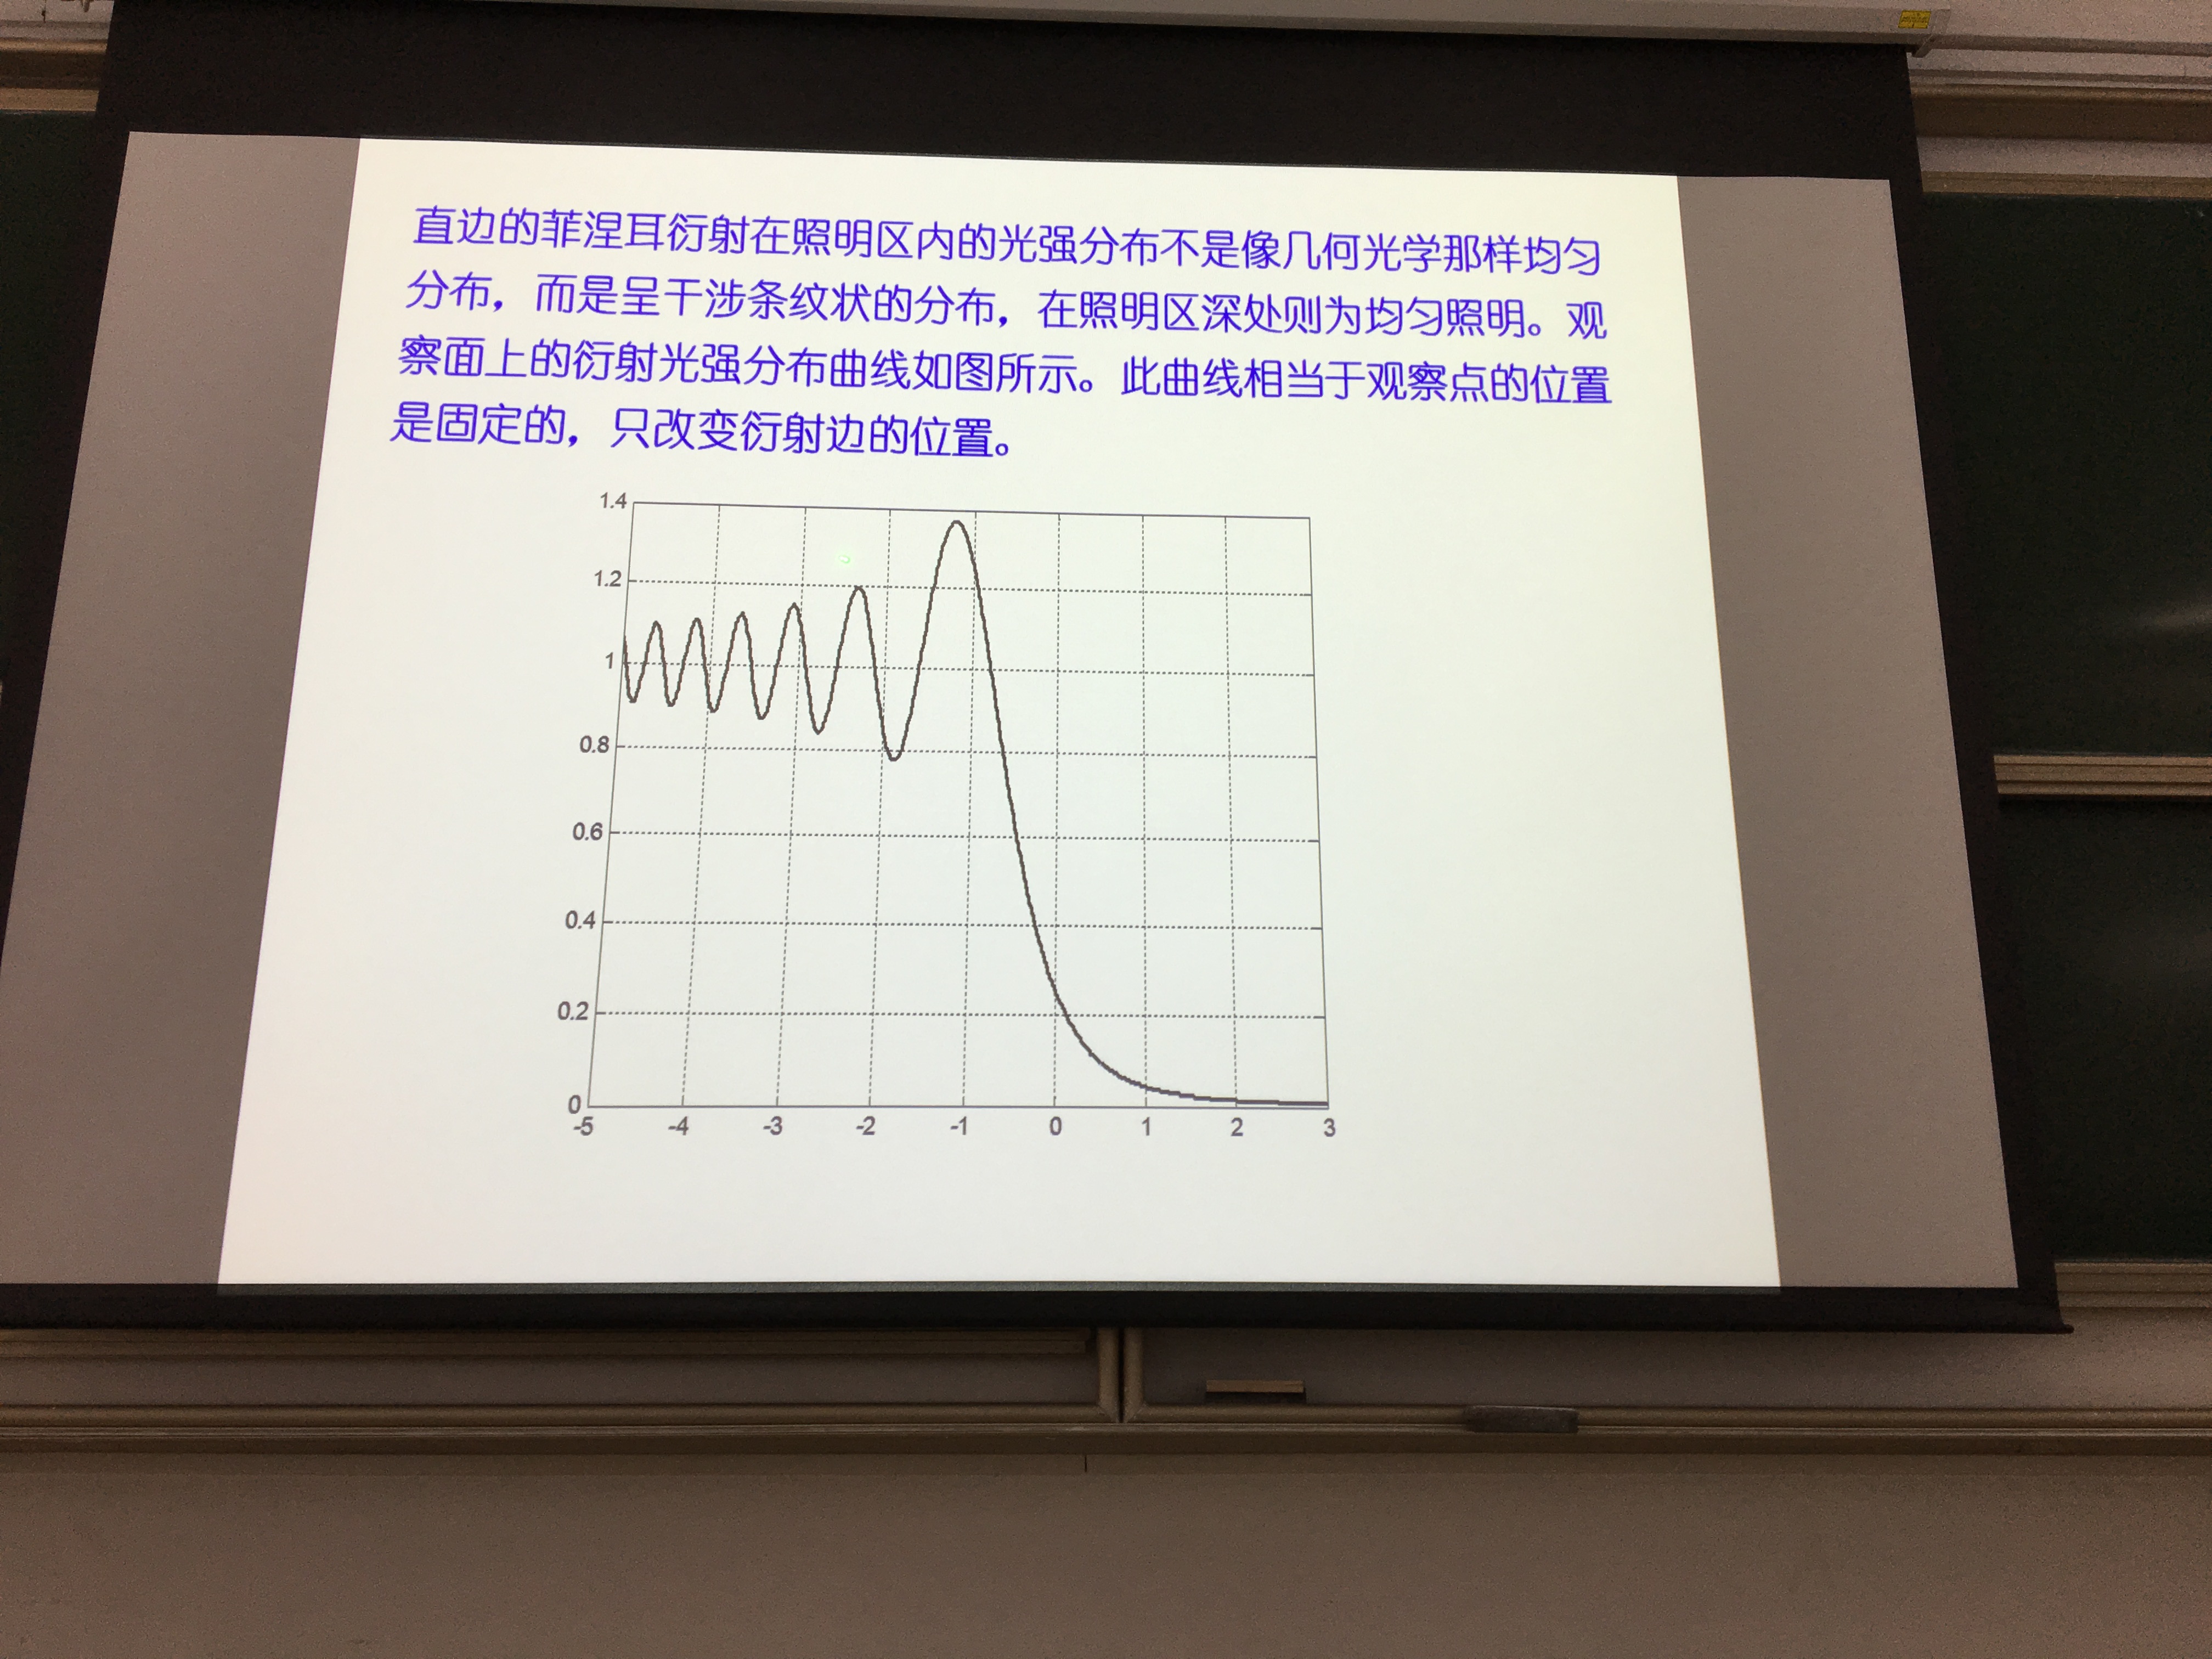 直边的菲涅耳衍射在照明区内的光强分布不是像几何光学那样均匀
分布，而是呈干涉条纹状的分布，在照明区深处则为均匀照明。观
察面上的衍射光强分布曲线如图所示。此曲线相当于观察点的位置
是固定的，只改变衍射边的位置。
1.4
1.2
1
0.8
0.6
0.4
0.2
0
-5 -4 -3 -2 -1 0 1 2 3